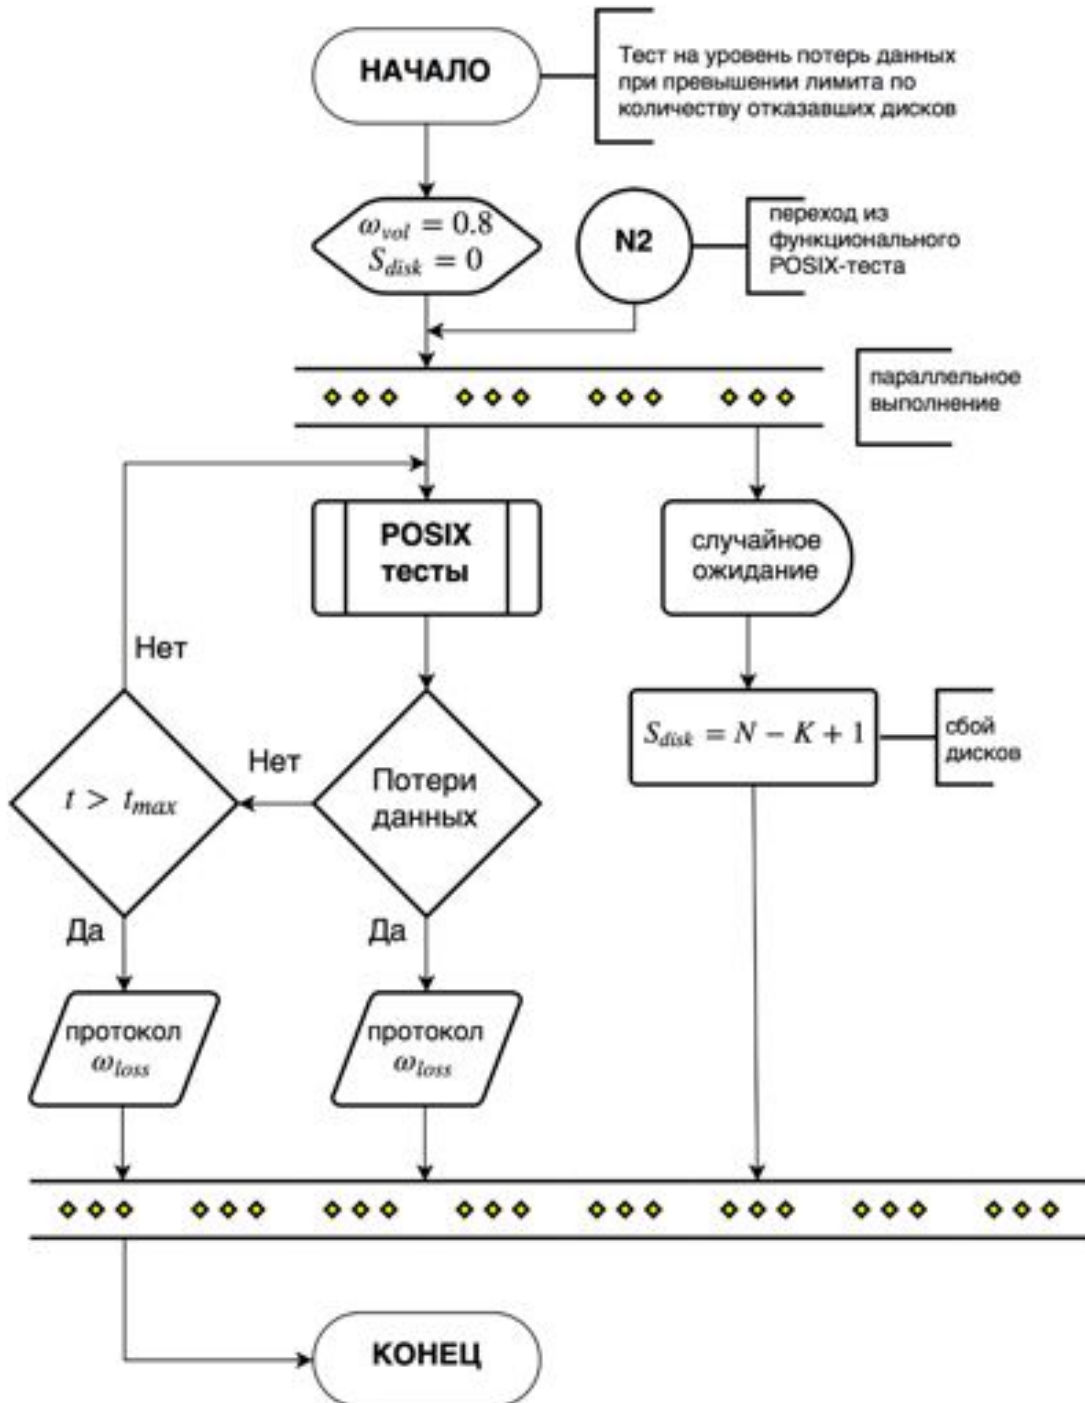 НАЧАЛО
Тест на уровень потерь данных
при превышении лимита по
количеству отказавших дисков
ω_vol = 0.8
S_disk = 0
N2
переход из
функционального
POSIX-теста
параллельное
выполнение
POSIX
тесты
случайное
ожидание
Нет
S_disk = N − K + 1
сбой
дисков
t > t_max
Нет
Потери
данных
Да
Да
протокол
ω_loss
протокол
ω_loss
КОНЕЦ